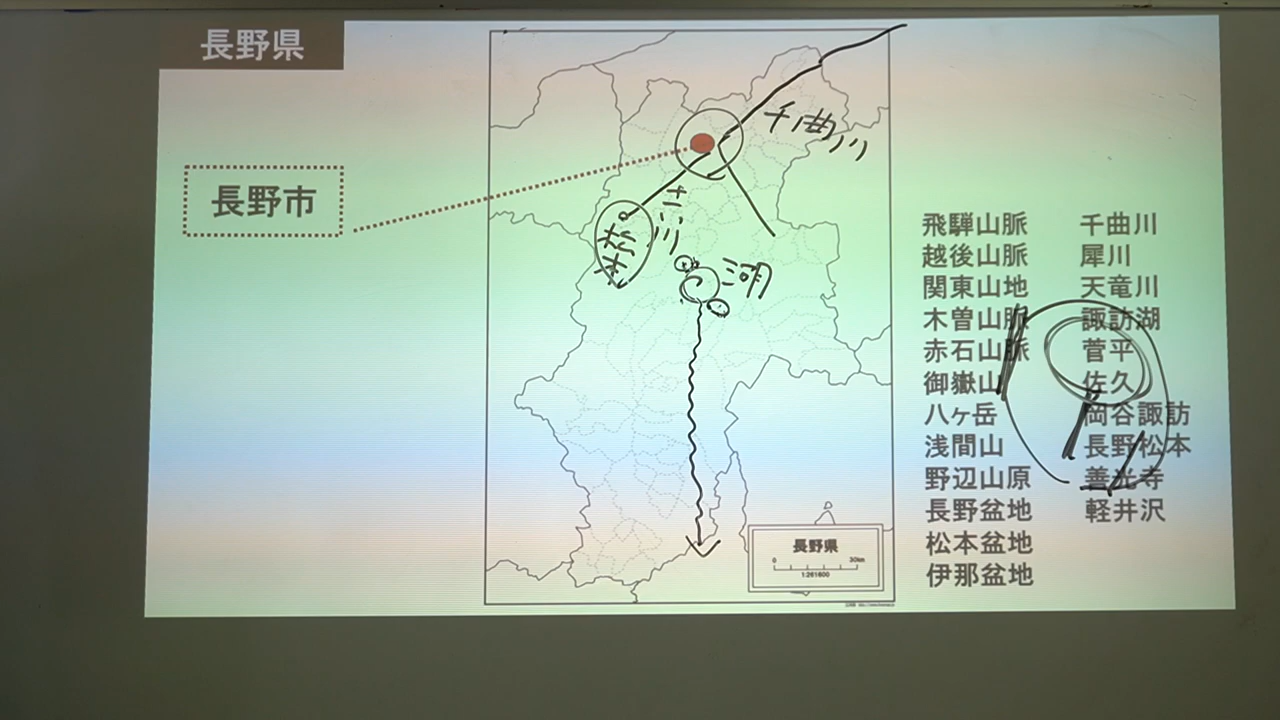 長野県
長野市
千曲川
さい川
松本
湖
飛騨山脈
越後山脈
関東山地
木曽山脈
赤石山脈
御嶽山
八ヶ岳
浅間山
野辺山原
長野盆地
松本盆地
伊那盆地
千曲川
犀川
天竜川
諏訪湖
菅平
佐久
岡谷諏訪
長野松本
善光寺
軽井沢
長野県
0 30km